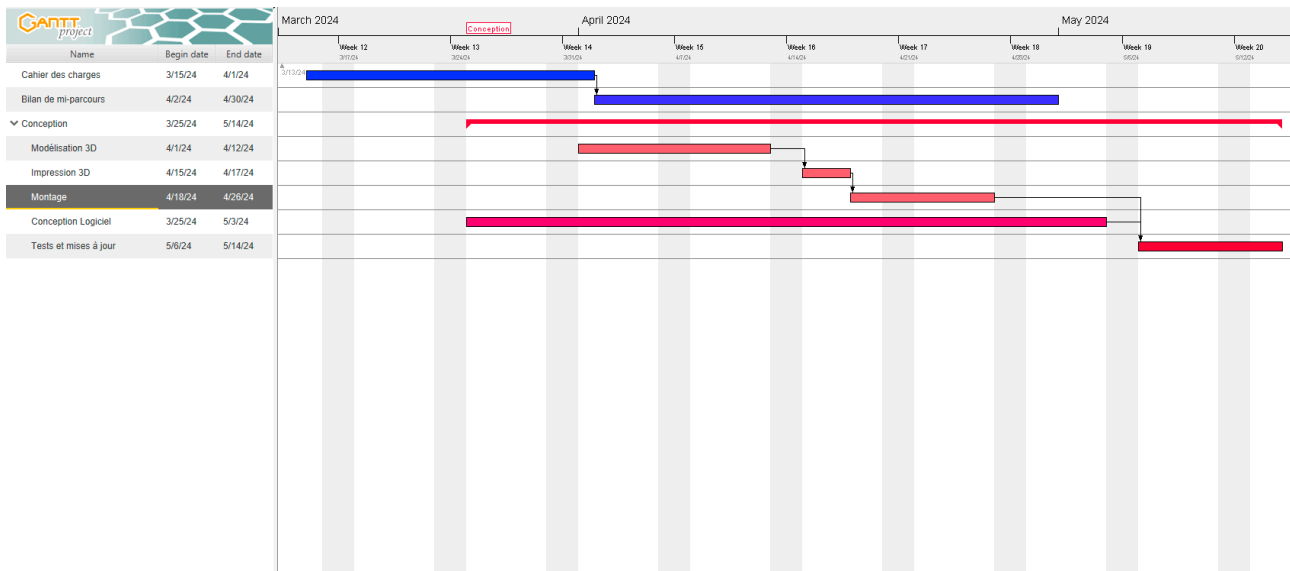 GANTT project
March 2024 April 2024 May 2024
Conception
Name Begin date End date
Week 12 Week 13 Week 14 Week 15 Week 16 Week 17 Week 18 Week 19 Week 20
3/17/24 3/24/24 3/31/24 4/7/24 4/14/24 4/21/24 4/28/24 5/5/24 5/12/24
3/13/24
Cahier des charges 3/15/24 4/1/24
Bilan de mi-parcours 4/2/24 4/30/24
Conception 3/25/24 5/14/24
Modélisation 3D 4/1/24 4/12/24
Impression 3D 4/15/24 4/17/24
Montage 4/18/24 4/26/24
Conception Logiciel 3/25/24 5/3/24
Tests et mises à jour 5/6/24 5/14/24